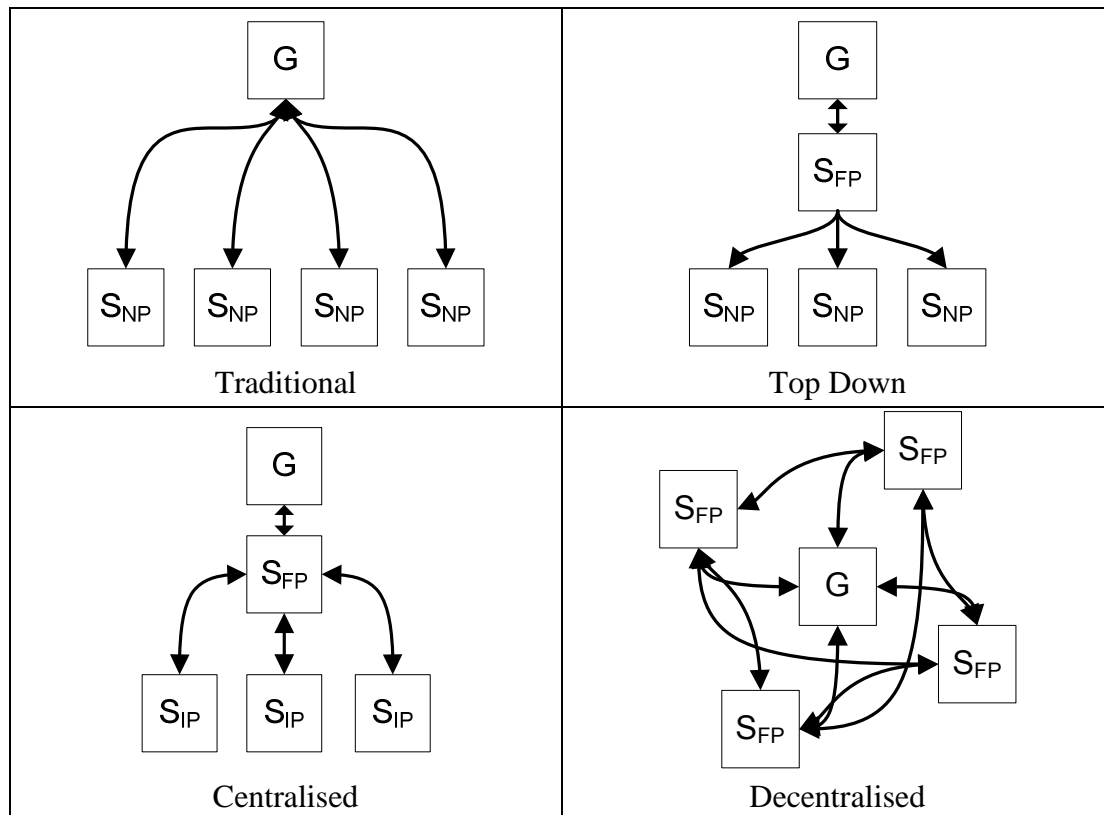 G
S_NP S_NP S_NP S_NP
Traditional
G
S_FP
S_NP S_NP S_NP
Top Down
G
S_FP
S_IP S_IP S_IP
Centralised
S_FP
S_FP
G
S_FP
S_FP
Decentralised